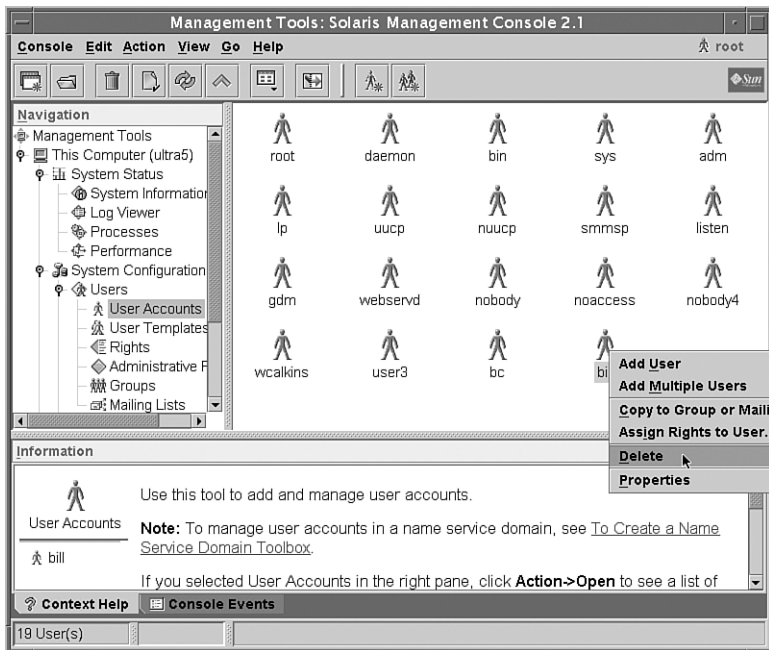 Management Tools: Solaris Management Console 2.1
Console Edit Action View Go Help
root
Sun
Navigation
Management Tools
This Computer (ultra5)
System Status
System Information
Log Viewer
Processes
Performance
System Configuration
Users
User Accounts
User Templates
Rights
Administrative R
Groups
Mailing Lists
root daemon bin sys adm
lp uucp nuucp smmsp listen
gdm webservd nobody noaccess nobody4
wcalkins user3 bc bi
Add User
Add Multiple Users
Copy to Group or Maili
Assign Rights to User.
Delete
Properties
Information
User Accounts
bill
Use this tool to add and manage user accounts.
Note: To manage user accounts in a name service domain, see To Create a Name
Service Domain Toolbox.
If you selected User Accounts in the right pane, click Action->Open to see a list of
Context Help Console Events
19 User(s)